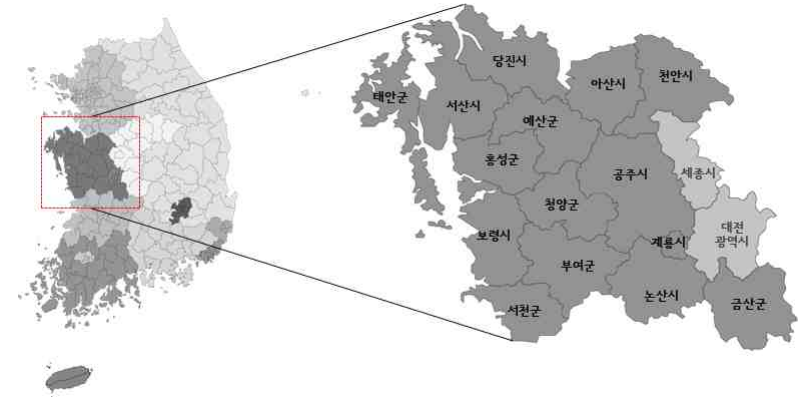 당진시
아산시
천안시
태안군
서산시
예산군
홍성군
공주시
세종시
청양군
보령시
계룡시
대전
광역시
부여군
논산시
금산군
서천군